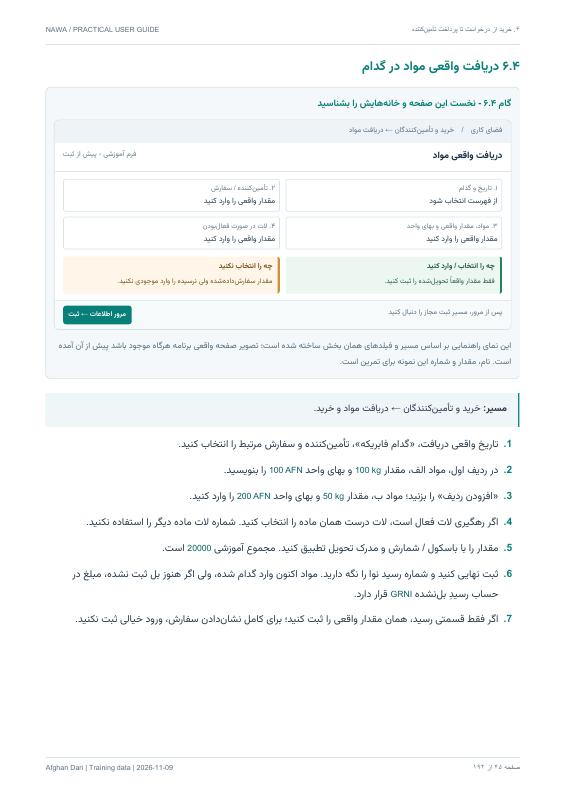 ۴. خرید از درخواست تا پرداخت تأمین‌کننده
NAWA / PRACTICAL USER GUIDE
۶.۴ دریافت واقعی مواد در گدام
گام ۶.۴ - نخست این صفحه و خانه‌هایش را بشناسید
فضای کاری / خرید و تأمین‌کنندگان ← دریافت مواد
دریافت واقعی مواد
فرم آموزشی - پیش از ثبت
۱. تاریخ و گدام
از فهرست انتخاب شود
۲. تأمین‌کننده / سفارش
مقدار واقعی را وارد کنید
۳. مواد، مقدار واقعی و بهای واحد
مقدار واقعی را وارد کنید
۴. لات در صورت فعال‌بودن
مقدار واقعی را وارد کنید
چه را انتخاب / وارد کنید
فقط مقدار واقعاً تحویل‌شده را ثبت کنید.
چه را انتخاب نکنید
مقدار سفارش‌داده‌شده ولی نرسیده را وارد موجودی نکنید.
پس از مرور، مسیر ثبت مجاز را دنبال کنید
مرور اطلاعات ← ثبت
این نمای راهنمایی بر اساس مسیر و فیلدهای همان بخش ساخته شده است؛ تصویر صفحه واقعی برنامه هرگاه موجود باشد پیش از آن آمده
است. نام، مقدار و شماره این نمونه برای تمرین است.
مسیر: خرید و تأمین‌کنندگان ← دریافت مواد و خرید.
1. تاریخ واقعی دریافت، «گدام فابریکه»، تأمین‌کننده و سفارش مرتبط را انتخاب کنید.
2. در ردیف اول، مواد الف، مقدار 100 kg و بهای واحد 100 AFN را بنویسید.
3. «افزودن ردیف» را بزنید؛ مواد ب، مقدار 50 kg و بهای واحد 200 AFN را وارد کنید.
4. اگر رهگیری لات فعال است، لات درست همان ماده را انتخاب کنید. شماره لات ماده دیگر را استفاده نکنید.
5. مقدار را با باسکول / شمارش و مدرک تحویل تطبیق کنید. مجموع آموزشی 20000 است.
6. ثبت نهایی کنید و شماره رسید نوا را نگه دارید. مواد اکنون وارد گدام شده، ولی اگر هنوز بل ثبت نشده، مبلغ در
حساب رسیدِ بل‌نشده GRNI قرار دارد.
7. اگر فقط قسمتی رسید، همان مقدار واقعی را ثبت کنید؛ برای کامل نشان‌دادن سفارش، ورود خیالی ثبت نکنید.
صفحه ۲۵ از ۱۹۲
Afghan Dari | Training data | 2026-11-09